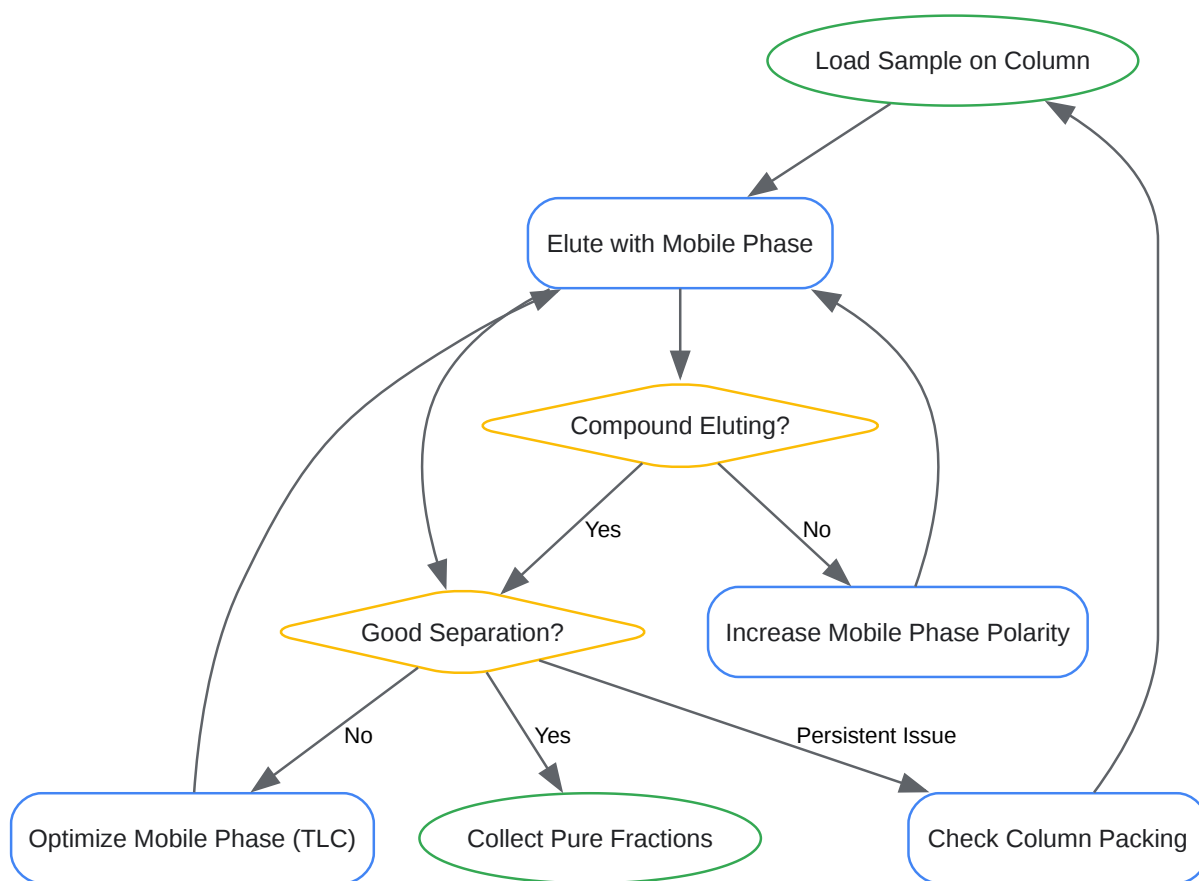 Load Sample on Column
Elute with Mobile Phase
Compound Eluting?
Yes
No
Good Separation?
Increase Mobile Phase Polarity
No
Yes
Persistent Issue
Optimize Mobile Phase (TLC)
Collect Pure Fractions
Check Column Packing